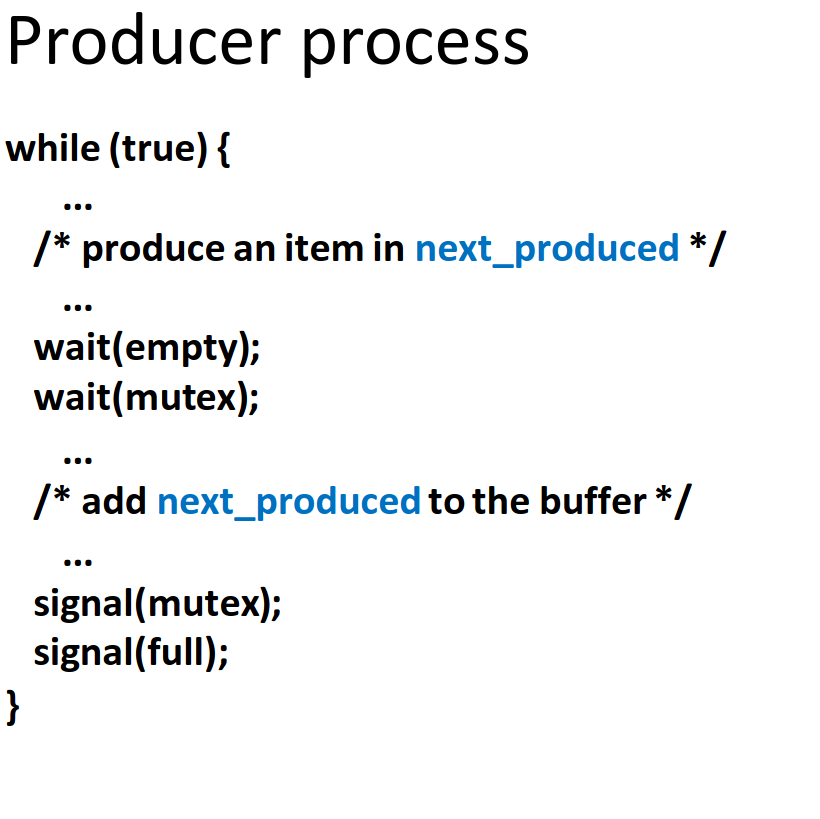 Producer process
while (true) {
...
/* produce an item in next_produced */
...
wait(empty);
wait(mutex);
...
/* add next_produced to the buffer */
...
signal(mutex);
signal(full);
}